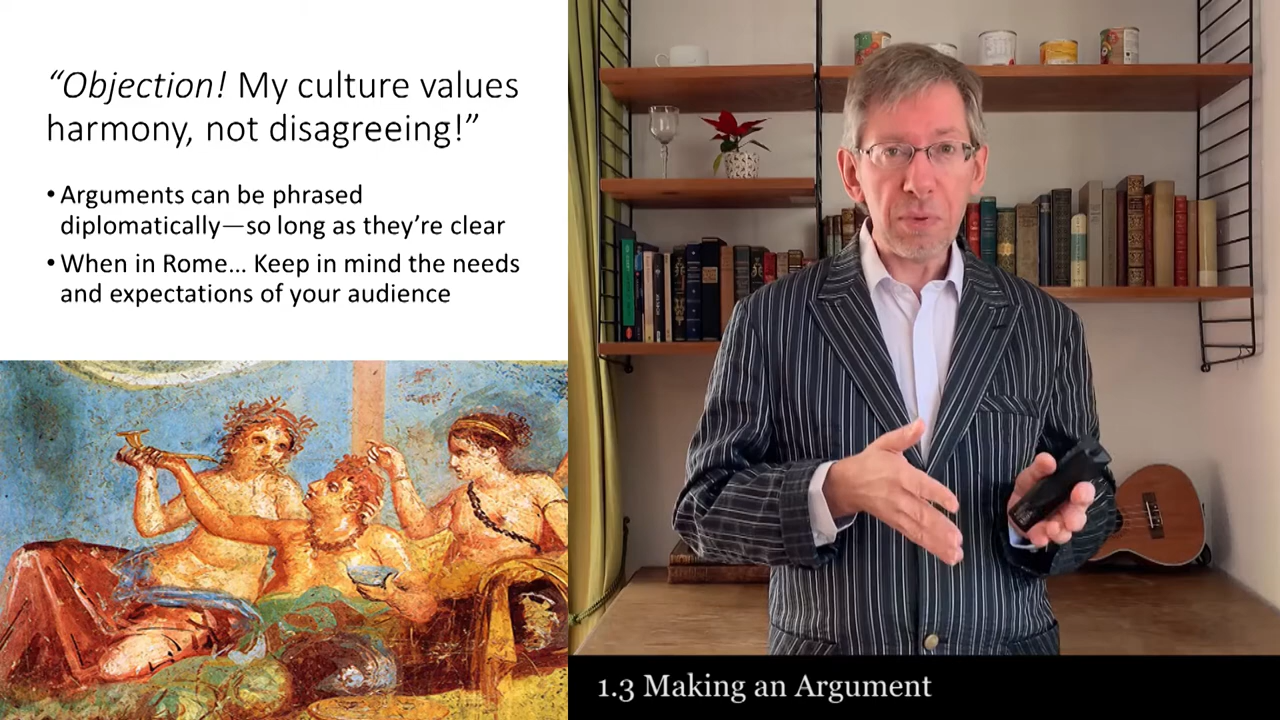 “Objection! My culture values
harmony, not disagreeing!”
• Arguments can be phrased
diplomatically—so long as they’re clear
• When in Rome… Keep in mind the needs
and expectations of your audience
1.3 Making an Argument